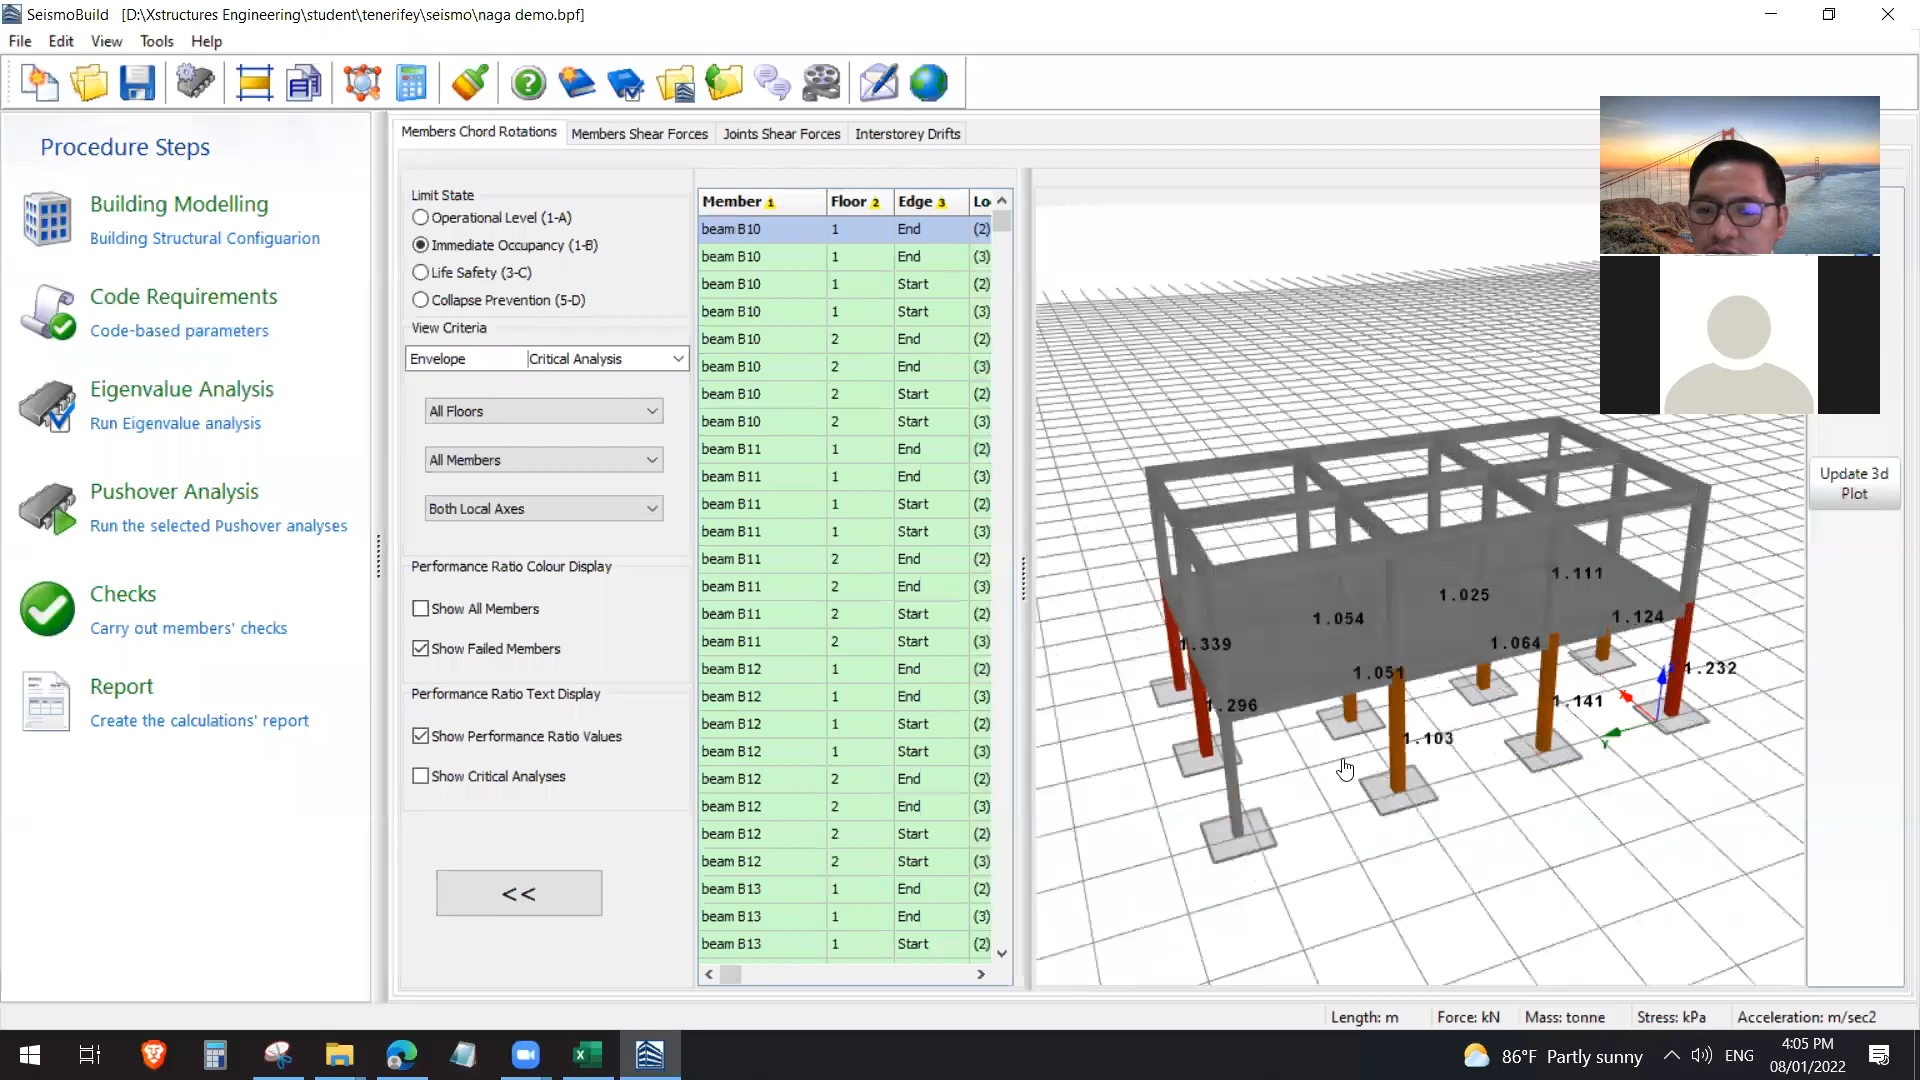 SeismoBuild [D:\Xstructures Engineering\student\tenerifey\seismo\naga demo.bpf]
File Edit View Tools Help
Procedure Steps
Building Modelling
Building Structural Configuarion
Code Requirements
Code-based parameters
Eigenvalue Analysis
Run Eigenvalue analysis
Pushover Analysis
Run the selected Pushover analyses
Checks
Carry out members' checks
Report
Create the calculations' report
Members Chord Rotations Members Shear Forces Joints Shear Forces Interstorey Drifts
Limit State
Operational Level (1-A)
Immediate Occupancy (1-B)
Life Safety (3-C)
Collapse Prevention (5-D)
View Criteria
Envelope Critical Analysis
All Floors
All Members
Both Local Axes
Performance Ratio Colour Display
Show All Members
Show Failed Members
Performance Ratio Text Display
Show Performance Ratio Values
Show Critical Analyses
<<
Member 1 Floor 2 Edge 3 Lo
beam B10 1 End (2)
beam B10 1 End (3)
beam B10 1 Start (2)
beam B10 1 Start (3)
beam B10 2 End (2)
beam B10 2 End (3)
beam B10 2 Start (2)
beam B10 2 Start (3)
beam B11 1 End (2)
beam B11 1 End (3)
beam B11 1 Start (2)
beam B11 1 Start (3)
beam B11 2 End (2)
beam B11 2 End (3)
beam B11 2 Start (2)
beam B11 2 Start (3)
beam B12 1 End (2)
beam B12 1 End (3)
beam B12 1 Start (2)
beam B12 1 Start (3)
beam B12 2 End (2)
beam B12 2 End (3)
beam B12 2 Start (2)
beam B12 2 Start (3)
beam B13 1 End (2)
beam B13 1 End (3)
beam B13 1 Start (2)
1.111
1.025
1.054
1.124
1.339
1.064
1.051
1.232
1.296
1.141
1.103
X
Y
Update 3d
Plot
Length: m Force: kN Mass: tonne Stress: kPa Acceleration: m/sec2
86°F Partly sunny ENG
4:05 PM
08/01/2022